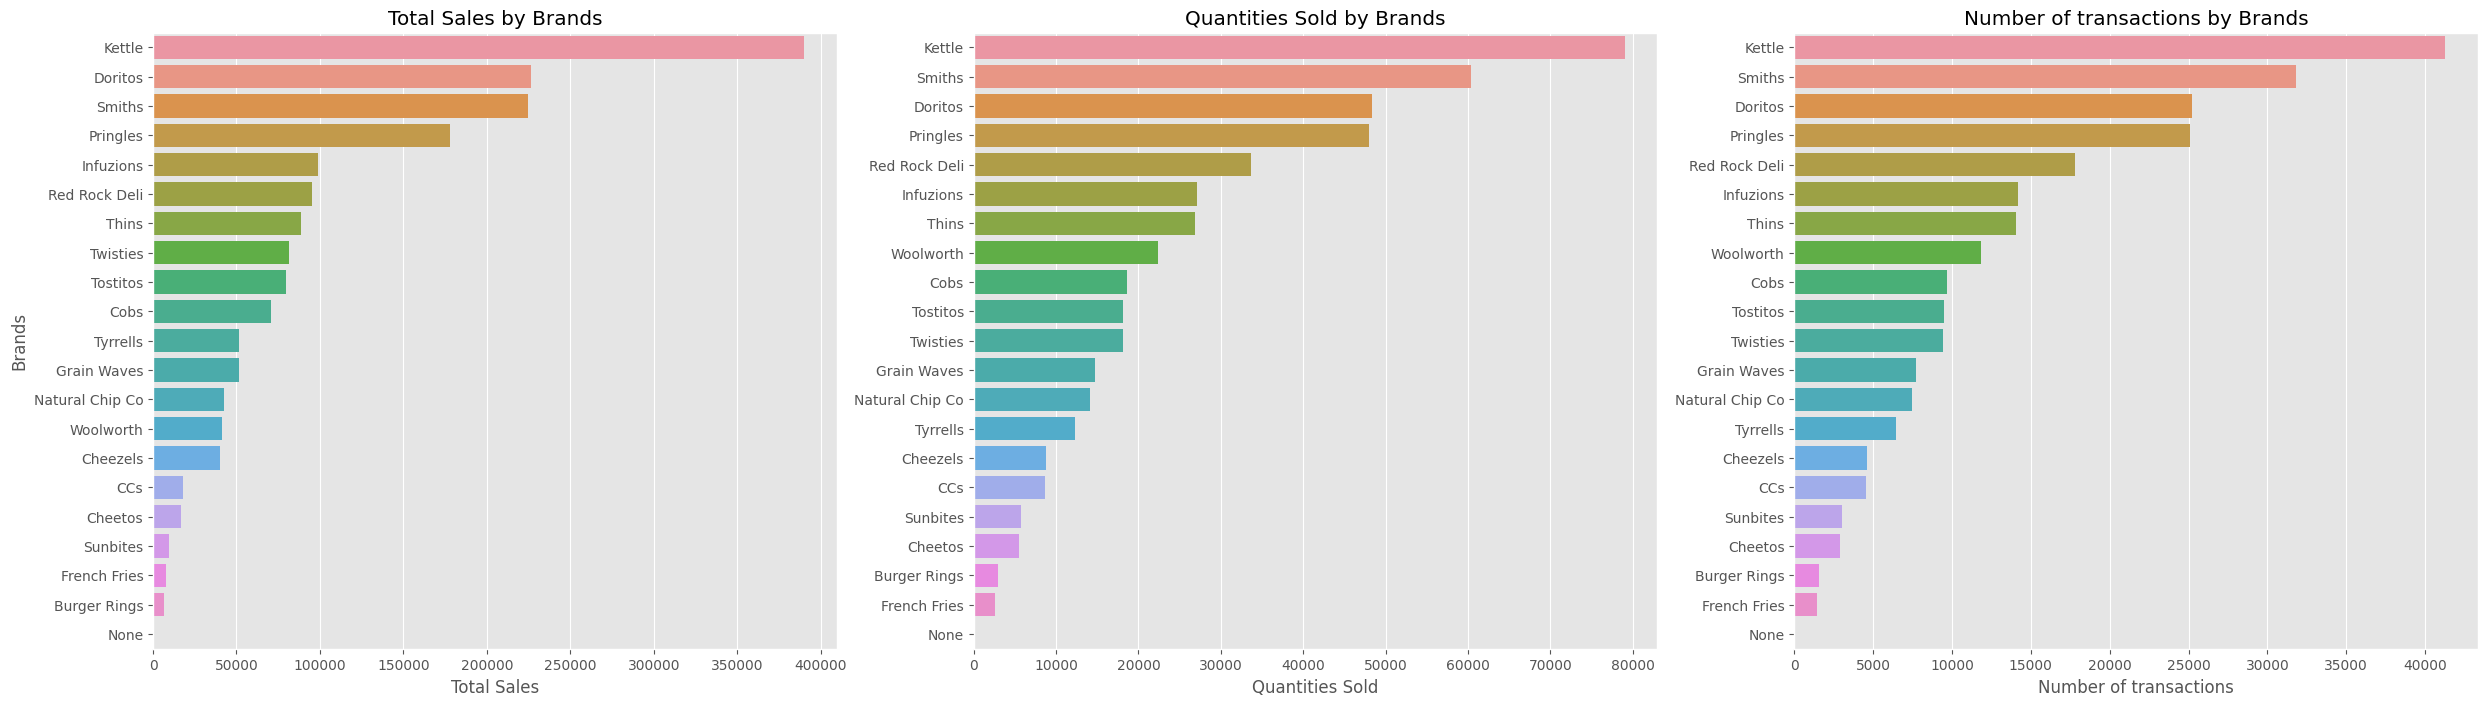 Total Sales by Brands
Brands
Kettle
Doritos
Smiths
Pringles
Infuzions
Red Rock Deli
Thins
Twisties
Tostitos
Cobs
Tyrrells
Grain Waves
Natural Chip Co
Woolworth
Cheezels
CCs
Cheetos
Sunbites
French Fries
Burger Rings
None
0 50000 100000 150000 200000 250000 300000 350000 400000
Total Sales
Quantities Sold by Brands
Kettle
Smiths
Doritos
Pringles
Red Rock Deli
Infuzions
Thins
Woolworth
Cobs
Tostitos
Twisties
Grain Waves
Natural Chip Co
Tyrrells
Cheezels
CCs
Sunbites
Cheetos
Burger Rings
French Fries
None
0 10000 20000 30000 40000 50000 60000 70000 80000
Quantities Sold
Number of transactions by Brands
Kettle
Smiths
Doritos
Pringles
Red Rock Deli
Infuzions
Thins
Woolworth
Cobs
Tostitos
Twisties
Grain Waves
Natural Chip Co
Tyrrells
Cheezels
CCs
Sunbites
Cheetos
Burger Rings
French Fries
None
0 5000 10000 15000 20000 25000 30000 35000 40000
Number of transactions